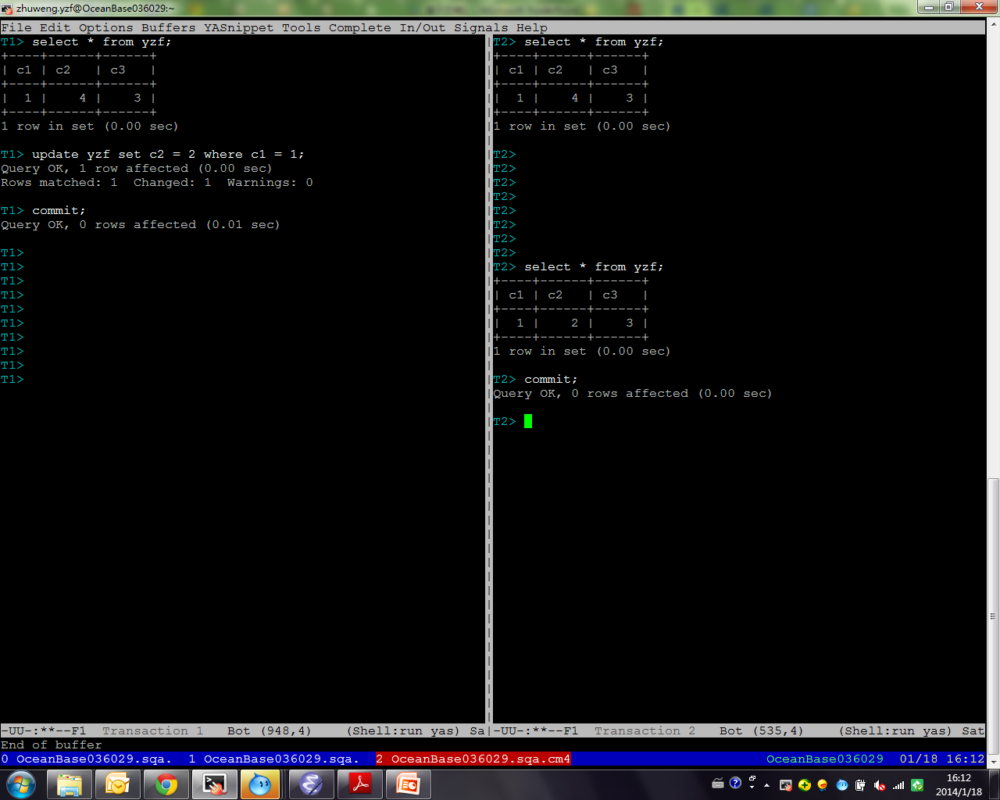 zhuweng.yzf@OceanBase036029:~
File Edit Options Buffers YASnippet Tools Complete In/Out Signals Help
T1> select * from yzf;
+----+------+------+
| c1 | c2   | c3   |
+----+------+------+
|  1 |    4 |    3 |
+----+------+------+
1 row in set (0.00 sec)
T1> update yzf set c2 = 2 where c1 = 1;
Query OK, 1 row affected (0.00 sec)
Rows matched: 1  Changed: 1  Warnings: 0
T1> commit;
Query OK, 0 rows affected (0.01 sec)
T1>
T1>
T1>
T1>
T1>
T1>
T1>
T1>
T1>
T1>
-UU-:**--F1  Transaction 1   Bot (948,4)    (Shell:run yas) Sa
T2> select * from yzf;
+----+------+------+
| c1 | c2   | c3   |
+----+------+------+
|  1 |    4 |    3 |
+----+------+------+
1 row in set (0.00 sec)
T2>
T2>
T2>
T2>
T2>
T2>
T2>
T2>
T2> select * from yzf;
+----+------+------+
| c1 | c2   | c3   |
+----+------+------+
|  1 |    2 |    3 |
+----+------+------+
1 row in set (0.00 sec)
T2> commit;
Query OK, 0 rows affected (0.00 sec)
T2>
-UU-:**--F1  Transaction 2   Bot (535,4)    (Shell:run yas) Sat
End of buffer
0 OceanBase036029.sqa.  1 OceanBase036029.sqa.  2 OceanBase036029.sqa.cm4 OceanBase036029  01/18 16:12
16:12
2014/1/18